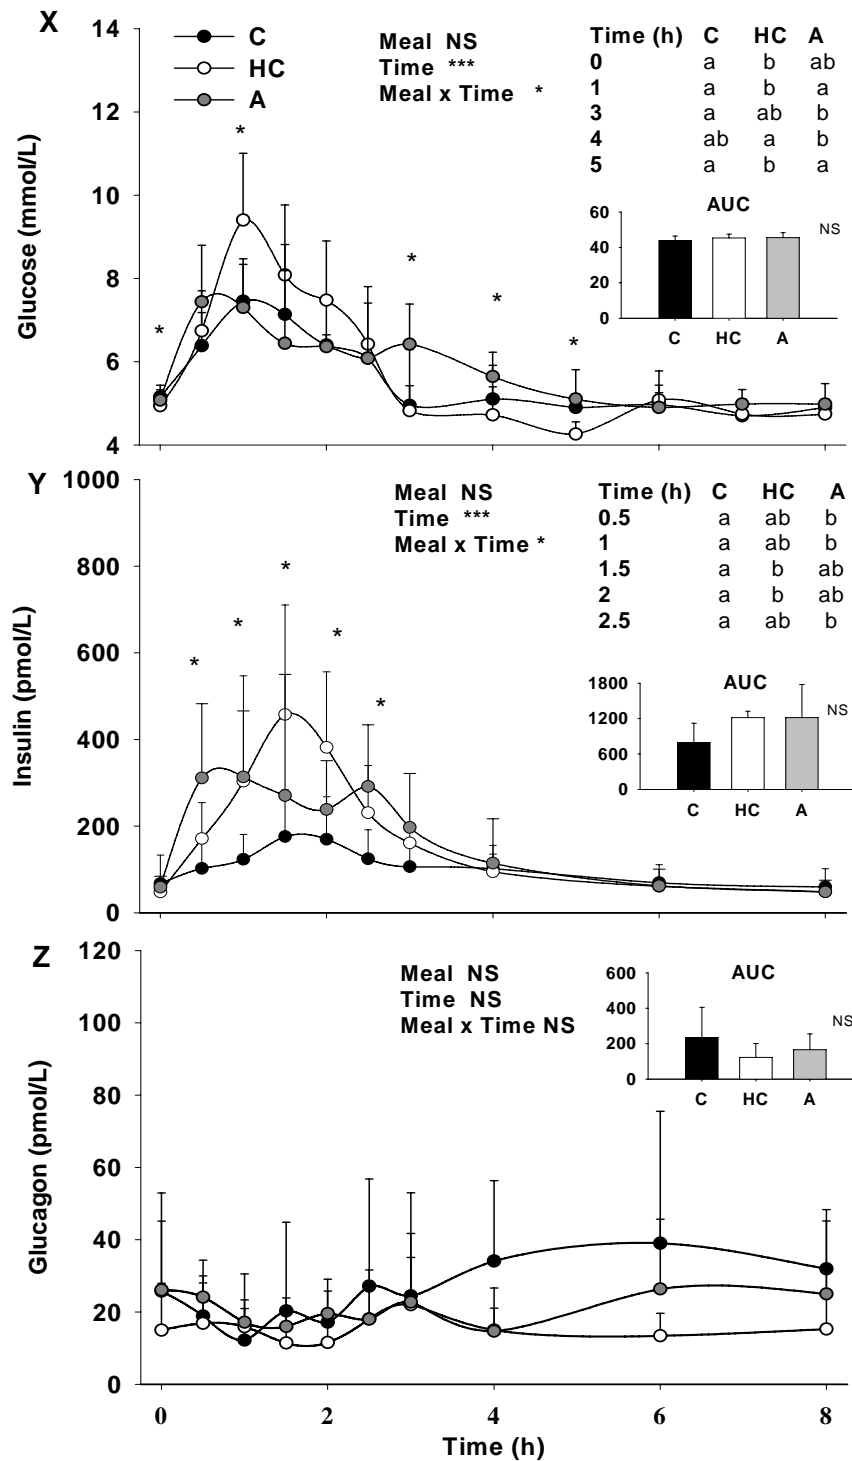 X
14
12
10
8
6
4
Glucose (mmol/L)
C
HC
A
Meal NS
Time ***
Meal x Time *
Time (h) C HC A
0 a b ab
1 a b a
3 a ab b
4 ab a b
5 a b a
AUC
60
40
20
0
NS
C HC A
* * * * *
Y
1000
800
600
400
200
0
Insulin (pmol/L)
Meal NS
Time ***
Meal x Time *
Time (h) C HC A
0.5 a ab b
1 a ab b
1.5 a b ab
2 a b ab
2.5 a ab b
AUC
1800
1200
600
0
NS
C HC A
* * * * *
Z
120
100
80
60
40
20
0
Glucagon (pmol/L)
Meal NS
Time NS
Meal x Time NS
AUC
600
400
200
0
NS
C HC A
0 2 4 6 8
Time (h)